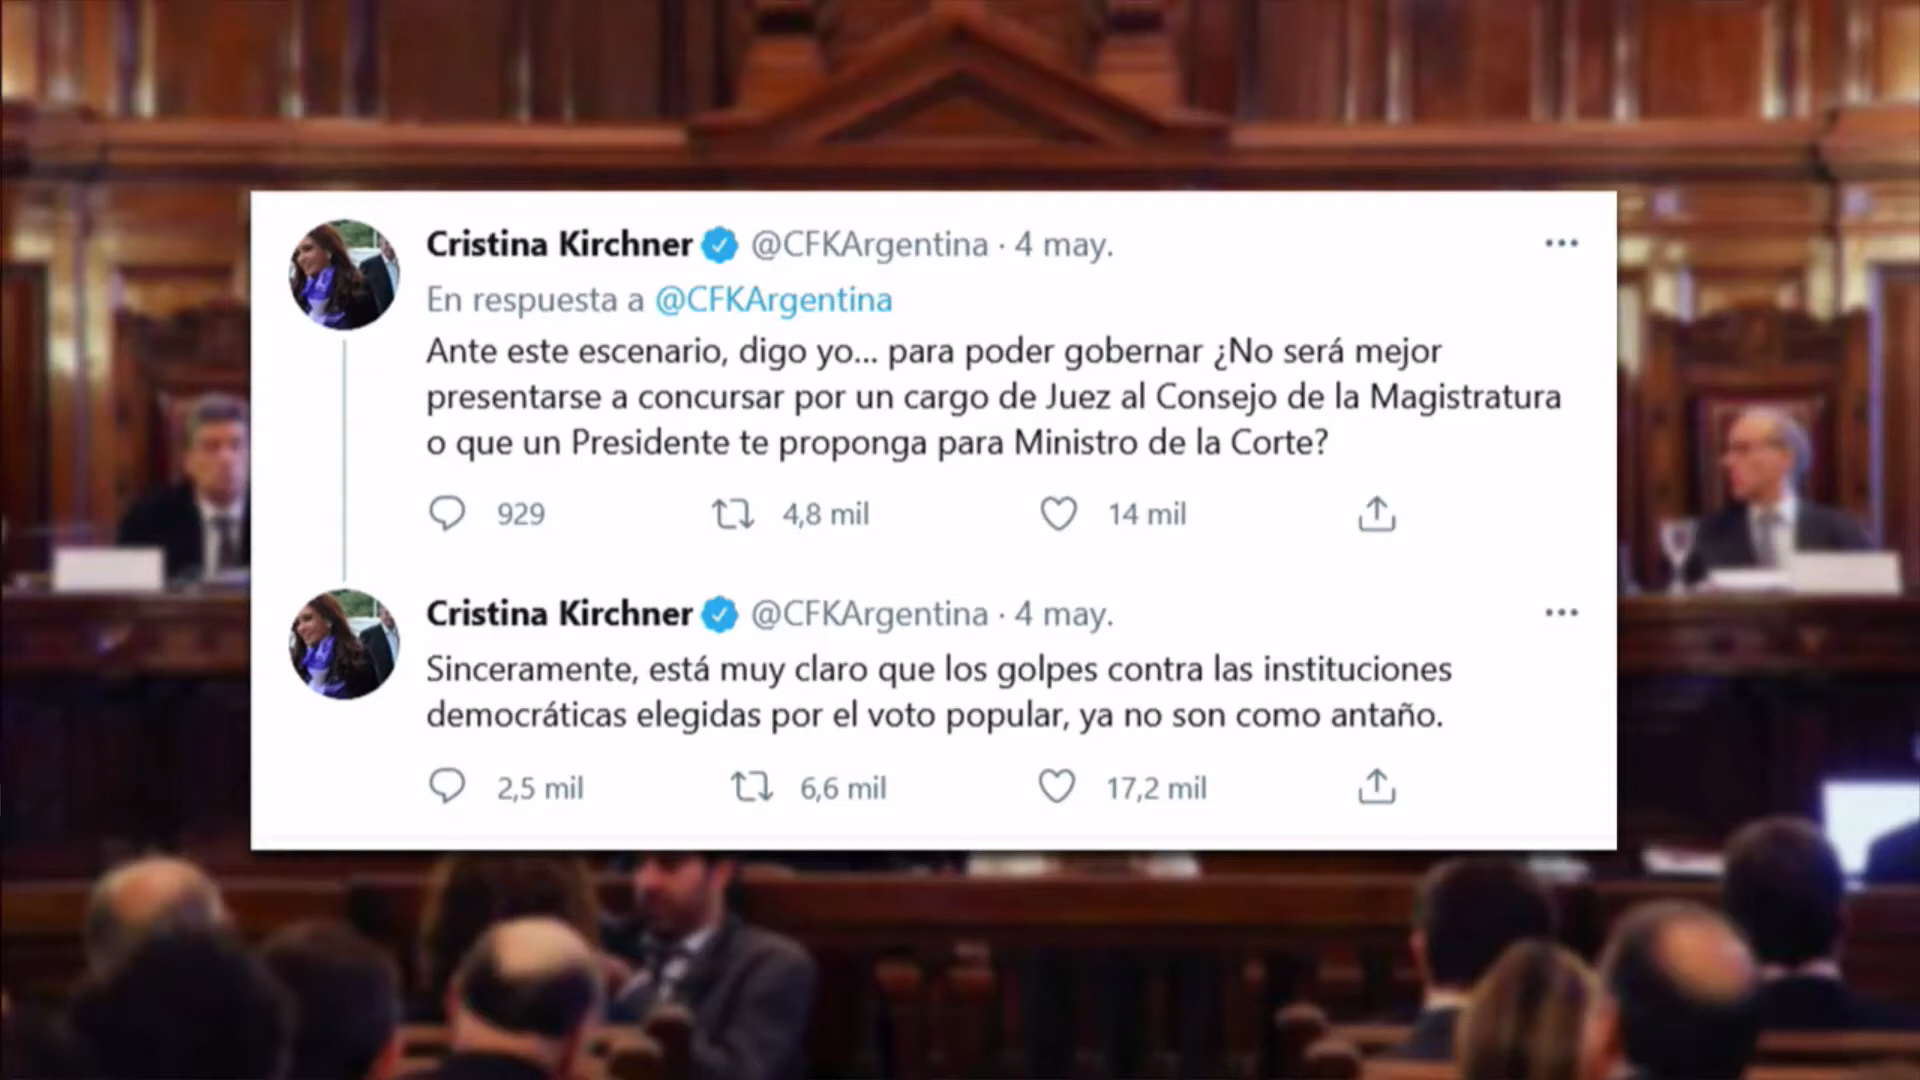 Cristina Kirchner @CFKArgentina · 4 may.
En respuesta a @CFKArgentina
Ante este escenario, digo yo... para poder gobernar ¿No será mejor
presentarse a concursar por un cargo de Juez al Consejo de la Magistratura
o que un Presidente te proponga para Ministro de la Corte?
929 4,8 mil 14 mil
Cristina Kirchner @CFKArgentina · 4 may.
Sinceramente, está muy claro que los golpes contra las instituciones
democráticas elegidas por el voto popular, ya no son como antaño.
2,5 mil 6,6 mil 17,2 mil